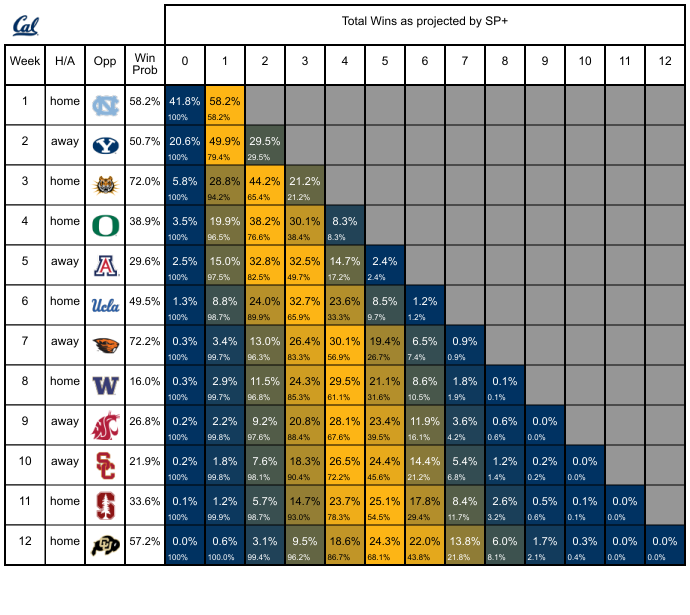 Cal
Total Wins as projected by SP+
Week H/A Opp Win Prob 0 1 2 3 4 5 6 7 8 9 10 11 12
1 home 58.2% 41.8% 58.2%
100% 58.2%
2 away Y 50.7% 20.6% 49.9% 29.5%
100% 79.4% 29.5%
3 home 72.0% 5.8% 28.8% 44.2% 21.2%
100% 94.2% 65.4% 21.2%
4 home O 38.9% 3.5% 19.9% 38.2% 30.1% 8.3%
100% 96.5% 76.6% 38.4% 8.3%
5 away A 29.6% 2.5% 15.0% 32.8% 32.5% 14.7% 2.4%
100% 97.5% 82.5% 49.7% 17.2% 2.4%
6 home Ucla 49.5% 1.3% 8.8% 24.0% 32.7% 23.6% 8.5% 1.2%
100% 98.7% 89.9% 65.9% 33.3% 9.7% 1.2%
7 away 72.2% 0.3% 3.4% 13.0% 26.4% 30.1% 19.4% 6.5% 0.9%
100% 99.7% 96.3% 83.3% 56.9% 26.7% 7.4% 0.9%
8 home W 16.0% 0.3% 2.9% 11.5% 24.3% 29.5% 21.1% 8.6% 1.8% 0.1%
100% 99.7% 96.8% 85.3% 61.1% 31.6% 10.5% 1.9% 0.1%
9 away 26.8% 0.2% 2.2% 9.2% 20.8% 28.1% 23.4% 11.9% 3.6% 0.6% 0.0%
100% 99.8% 97.6% 88.4% 67.6% 39.5% 16.1% 4.2% 0.6% 0.0%
10 away SC 21.9% 0.2% 1.8% 7.6% 18.3% 26.5% 24.4% 14.4% 5.4% 1.2% 0.2% 0.0%
100% 99.8% 98.1% 90.4% 72.2% 45.6% 21.2% 6.8% 1.4% 0.2% 0.0%
11 home S 33.6% 0.1% 1.2% 5.7% 14.7% 23.7% 25.1% 17.8% 8.4% 2.6% 0.5% 0.1% 0.0%
100% 99.9% 98.7% 93.0% 78.3% 54.5% 29.4% 11.7% 3.2% 0.6% 0.1% 0.0%
12 home CU 57.2% 0.0% 0.6% 3.1% 9.5% 18.6% 24.3% 22.0% 13.8% 6.0% 1.7% 0.3% 0.0% 0.0%
100% 100.0% 99.4% 96.2% 86.7% 68.1% 43.8% 21.8% 8.1% 2.1% 0.4% 0.0% 0.0%